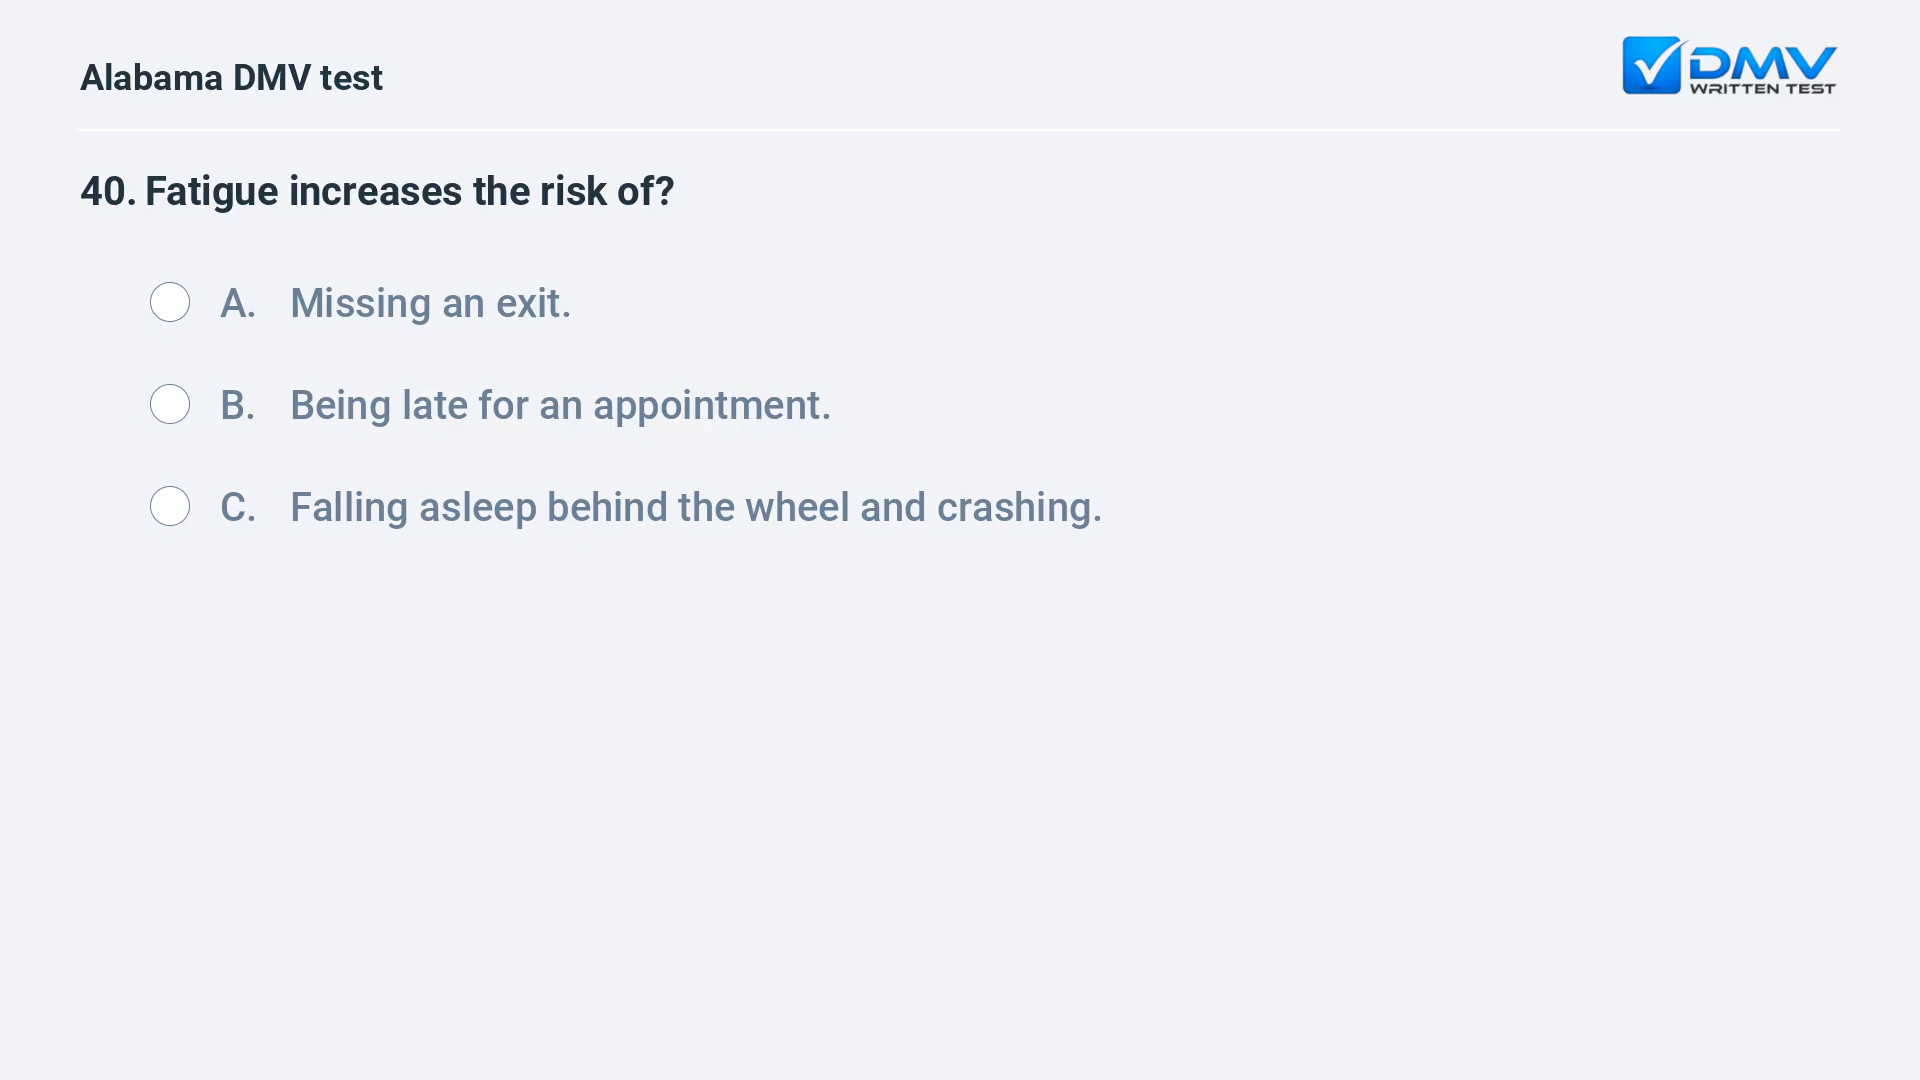 Alabama DMV test
DMV
WRITTEN TEST
40. Fatigue increases the risk of?
A. Missing an exit.
B. Being late for an appointment.
C. Falling asleep behind the wheel and crashing.